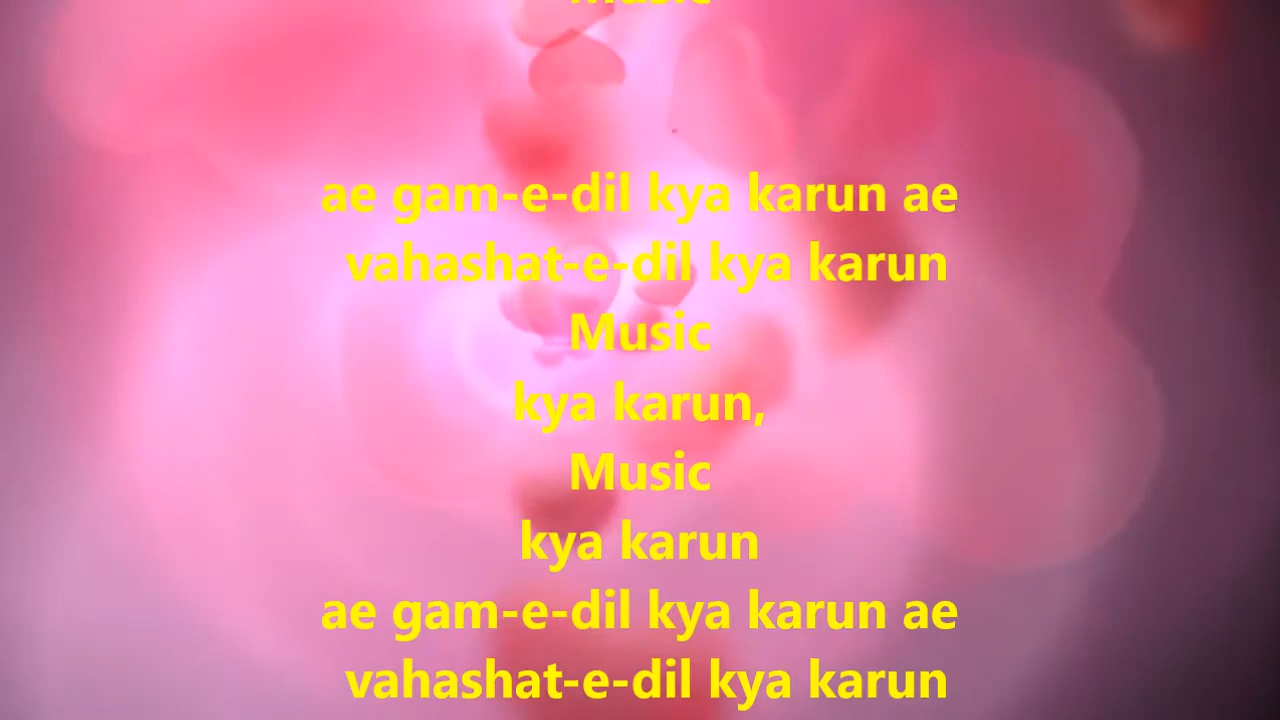 Music
ae gam-e-dil kya karun ae
vahashat-e-dil kya karun
Music
kya karun,
Music
kya karun
ae gam-e-dil kya karun ae
vahashat-e-dil kya karun